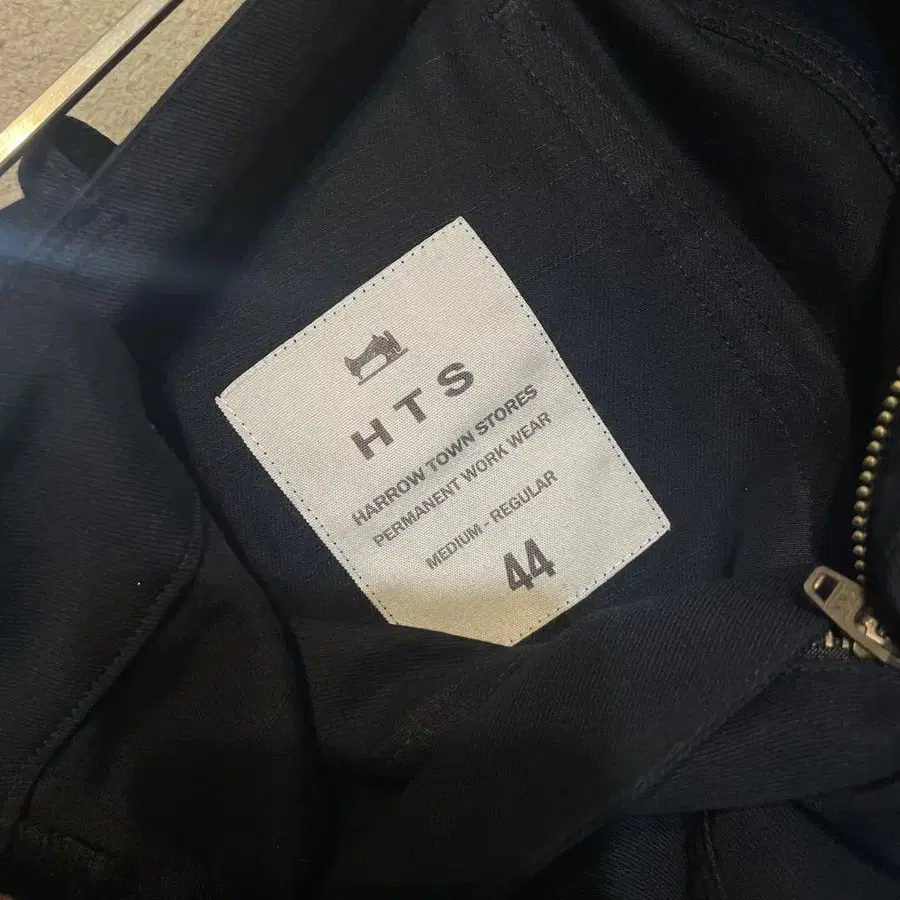 HTS
HARROW TOWN STORES
PERMANENT WORK WEAR
MEDIUM - REGULAR
44